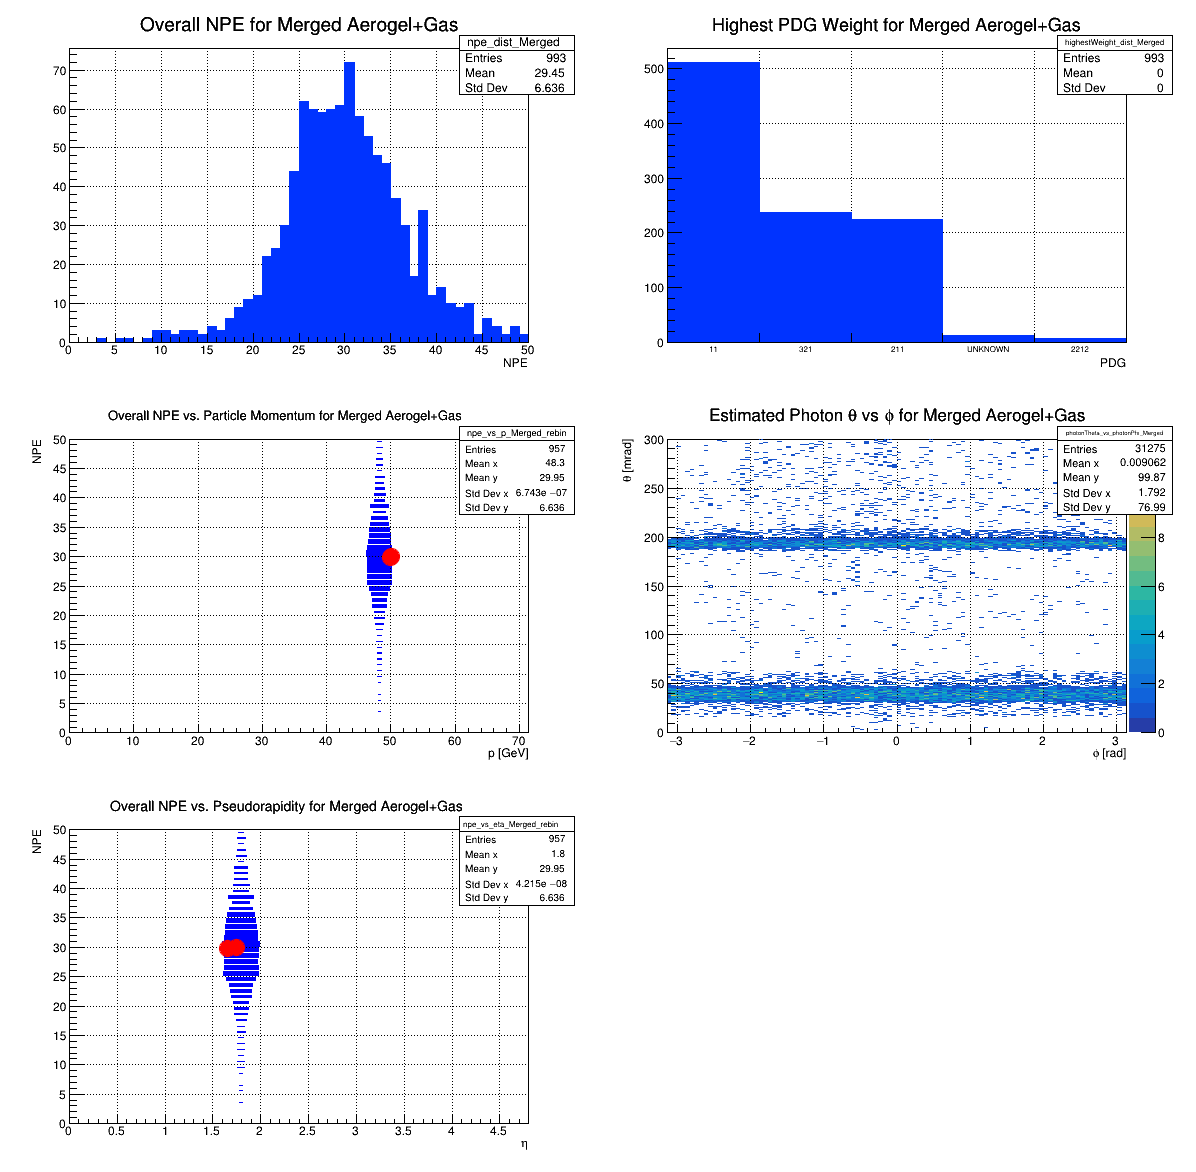 Overall NPE for Merged Aerogel+Gas
npe_dist_Merged
Entries 993
Mean 29.45
Std Dev 6.636
70
60
50
40
30
20
10
0
0 5 10 15 20 25 30 35 40 45 50
NPE
Highest PDG Weight for Merged Aerogel+Gas
highestWeight_dist_Merged
Entries 993
Mean 0
Std Dev 0
500
400
300
200
100
0
11 321 211 UNKNOWN 2212
PDG
Overall NPE vs. Particle Momentum for Merged Aerogel+Gas
NPE
npe_vs_p_Merged_rebin
Entries 957
Mean x 48.3
Mean y 29.95
Std Dev x 6.743e −07
Std Dev y 6.636
50
45
40
35
30
25
20
15
10
5
0
0 10 20 30 40 50 60 70
p [GeV]
Estimated Photon θ vs ϕ for Merged Aerogel+Gas
θ [mrad]
photonTheta_vs_photonPhi_Merged
Entries 31275
Mean x 0.009062
Mean y 99.87
Std Dev x 1.792
Std Dev y 76.99
300
250
200
150
100
50
0
−3 −2 −1 0 1 2 3
ϕ [rad]
8
6
4
2
0
Overall NPE vs. Pseudorapidity for Merged Aerogel+Gas
NPE
npe_vs_eta_Merged_rebin
Entries 957
Mean x 1.8
Mean y 29.95
Std Dev x 4.215e −08
Std Dev y 6.636
50
45
40
35
30
25
20
15
10
5
0
0 0.5 1 1.5 2 2.5 3 3.5 4 4.5
η